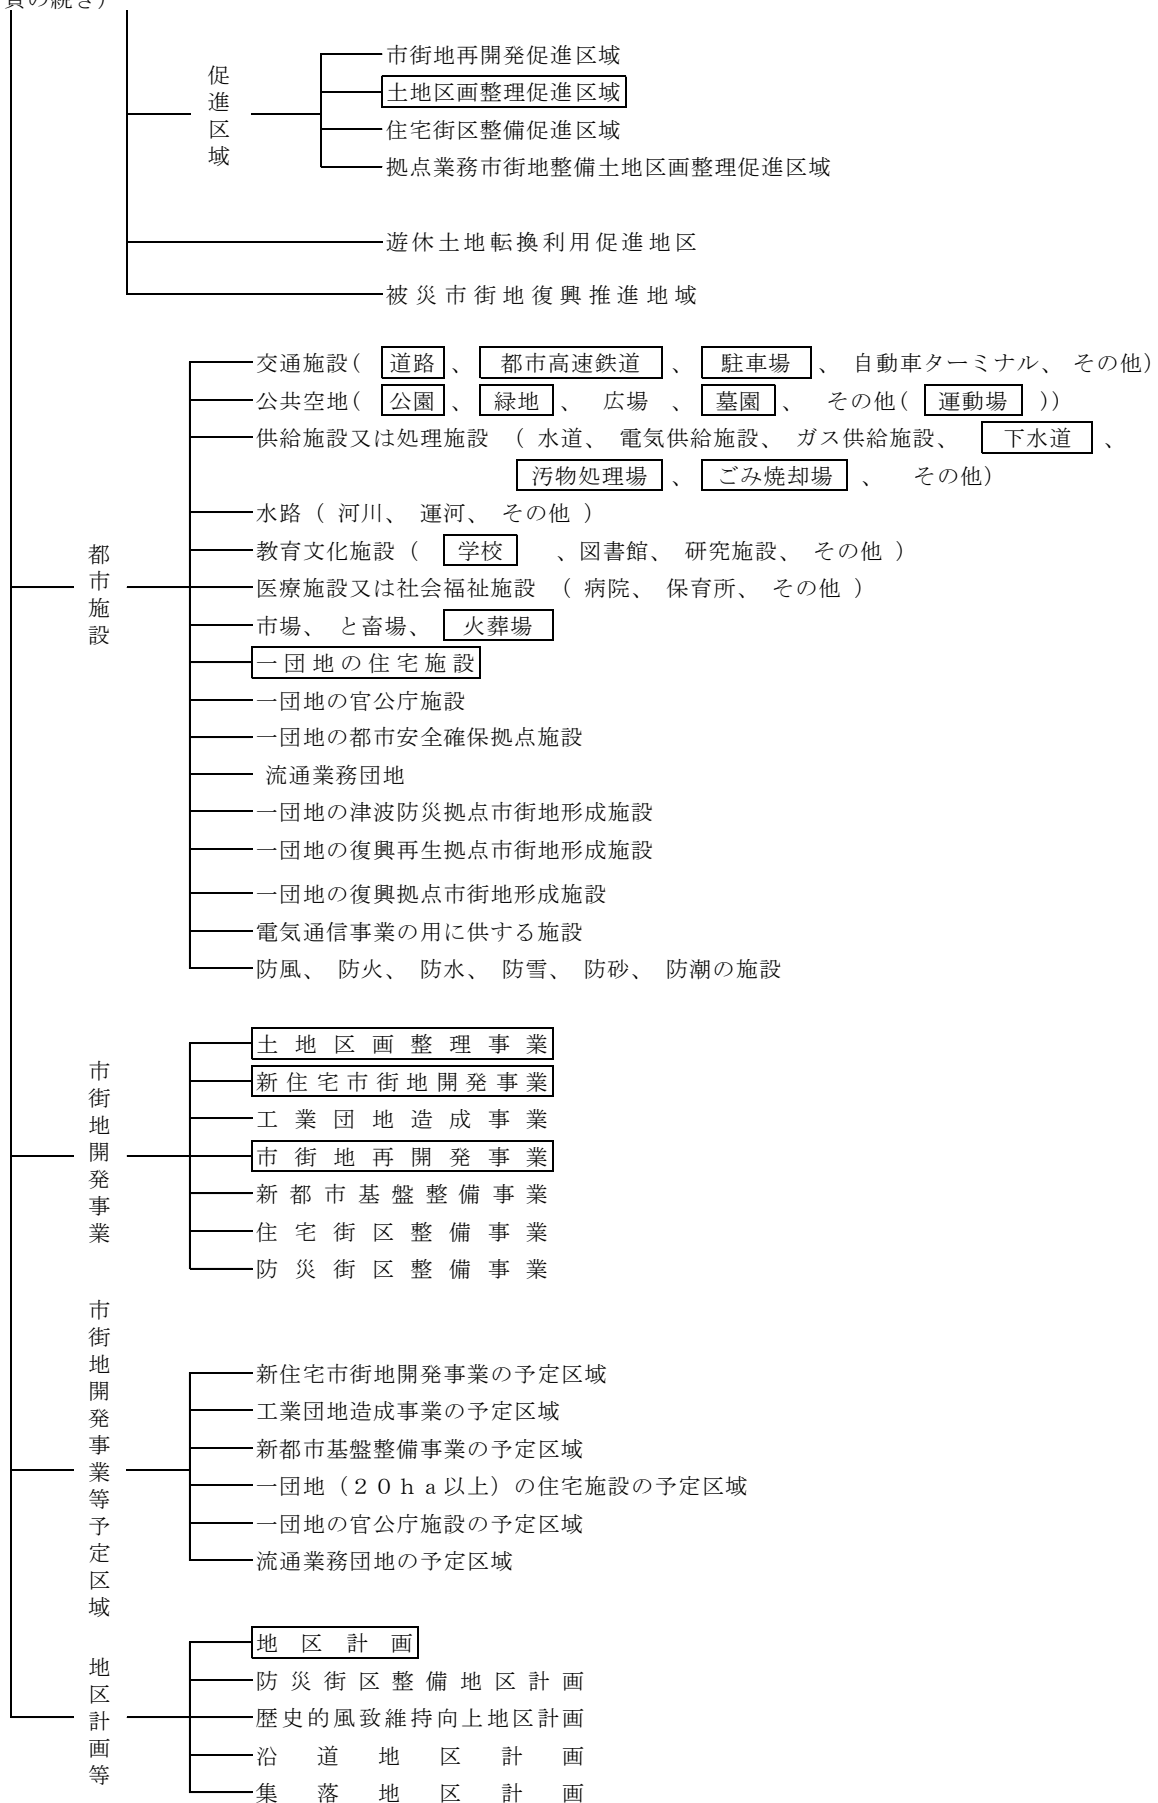 頁の続き）
促進区域
市街地再開発促進区域
土地区画整理促進区域
住宅街区整備促進区域
拠点業務市街地整備土地区画整理促進区域
遊休土地転換利用促進地区
被災市街地復興推進地域
都市施設
交通施設( 道路 、 都市高速鉄道 、 駐車場 、 自動車ターミナル、 その他)
公共空地( 公園 、 緑地 、 広場 、 墓園 、 その他( 運動場 ))
供給施設又は処理施設 （ 水道、 電気供給施設、 ガス供給施設、 下水道 、
汚物処理場 、 ごみ焼却場 、 その他）
水路（ 河川、 運河、 その他 ）
教育文化施設（ 学校 、図書館、 研究施設、 その他 ）
医療施設又は社会福祉施設 （ 病院、 保育所、 その他 ）
市場、 と畜場、 火葬場
一団地の住宅施設
一団地の官公庁施設
一団地の都市安全確保拠点施設
流通業務団地
一団地の津波防災拠点市街地形成施設
一団地の復興再生拠点市街地形成施設
一団地の復興拠点市街地形成施設
電気通信事業の用に供する施設
防風、 防火、 防水、 防雪、 防砂、 防潮の施設
市街地開発事業
土地区画整理事業
新住宅市街地開発事業
工業団地造成事業
市街地再開発事業
新都市基盤整備事業
住宅街区整備事業
防災街区整備事業
市街地開発事業等予定区域
新住宅市街地開発事業の予定区域
工業団地造成事業の予定区域
新都市基盤整備事業の予定区域
一団地（２０ｈａ以上）の住宅施設の予定区域
一団地の官公庁施設の予定区域
流通業務団地の予定区域
地区計画等
地区計画
防災街区整備地区計画
歴史的風致維持向上地区計画
沿道地区計画
集落地区計画